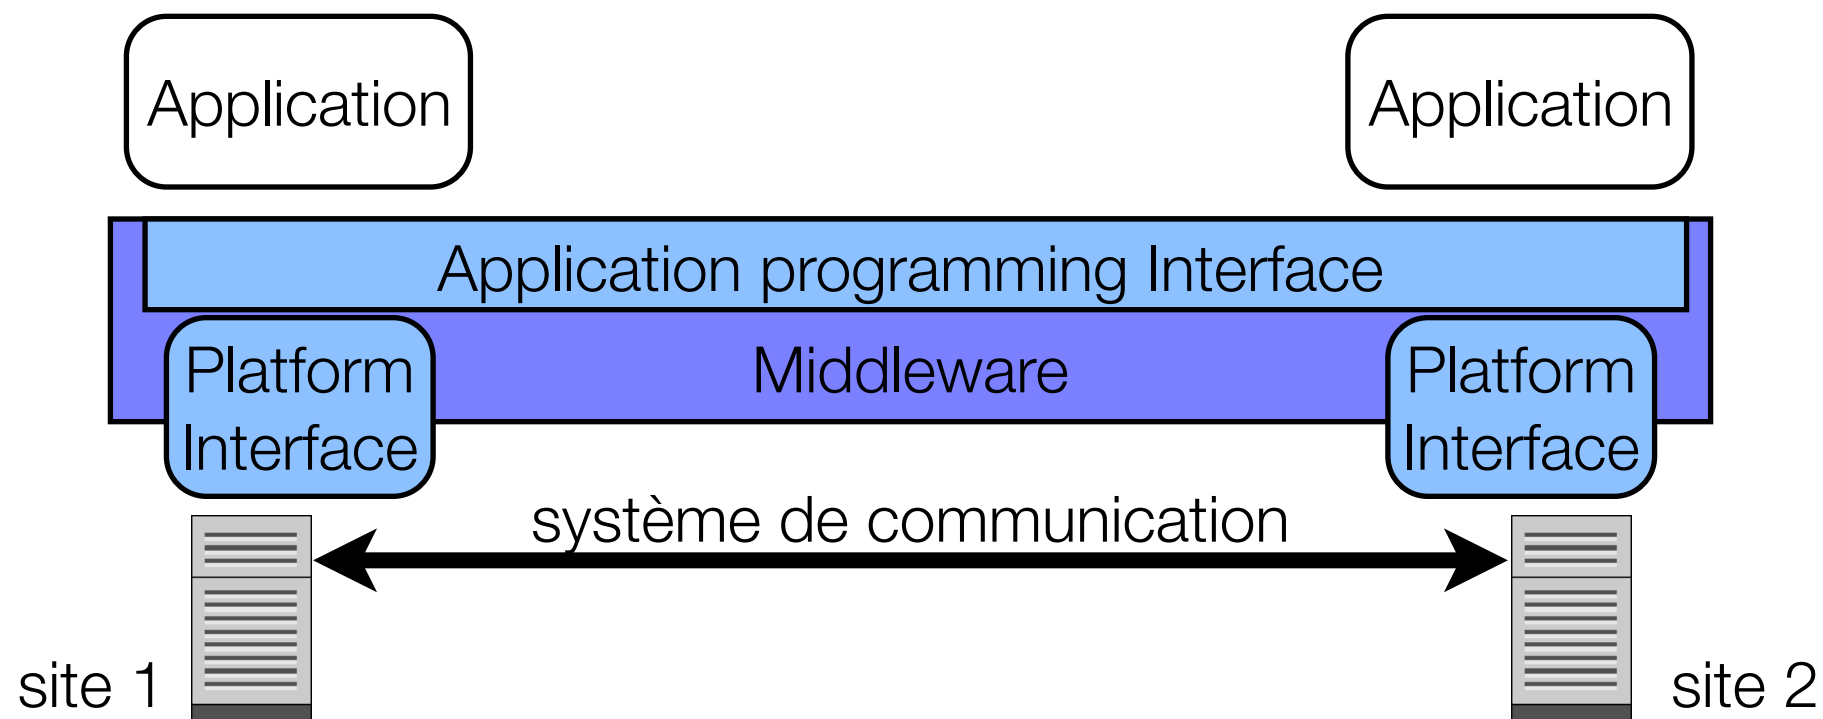 Application
Application
Application programming Interface
Platform
Interface
Middleware
Platform
Interface
système de communication
site 1
site 2